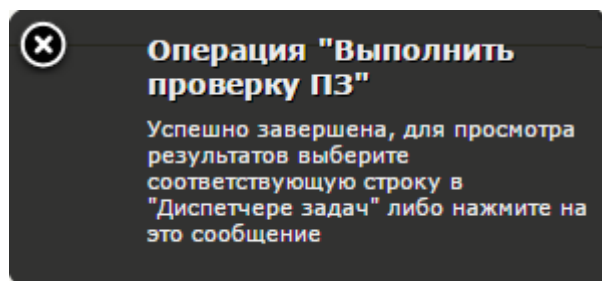 Операция "Выполнить
проверку ПЗ"
Успешно завершена, для просмотра
результатов выберите
соответствующую строку в
"Диспетчере задач" либо нажмите на
это сообщение